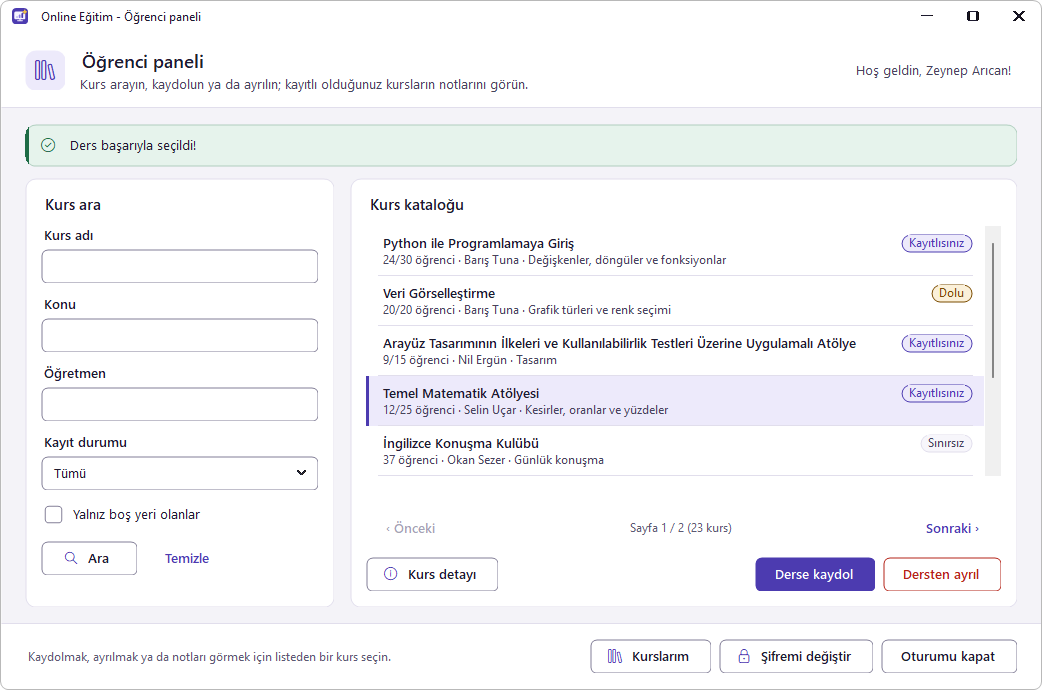 Online Eğitim - Öğrenci paneli
Öğrenci paneli
Kurs arayın, kaydolun ya da ayrılın; kayıtlı olduğunuz kursların notlarını görün.
Hoş geldin, Zeynep Arıcan!
Ders başarıyla seçildi!
Kurs ara
Kurs adı
Konu
Öğretmen
Kayıt durumu
Tümü
Yalnız boş yeri olanlar
Ara
Temizle
Kurs kataloğu
Python ile Programlamaya Giriş
Kayıtlısınız
24/30 öğrenci · Barış Tuna · Değişkenler, döngüler ve fonksiyonlar
Veri Görselleştirme
Dolu
20/20 öğrenci · Barış Tuna · Grafik türleri ve renk seçimi
Arayüz Tasarımının İlkeleri ve Kullanılabilirlik Testleri Üzerine Uygulamalı Atölye
Kayıtlısınız
9/15 öğrenci · Nil Ergün · Tasarım
Temel Matematik Atölyesi
Kayıtlısınız
12/25 öğrenci · Selin Uçar · Kesirler, oranlar ve yüzdeler
İngilizce Konuşma Kulübü
Sınırsız
37 öğrenci · Okan Sezer · Günlük konuşma
‹ Önceki
Sayfa 1 / 2 (23 kurs)
Sonraki ›
Kurs detayı
Derse kaydol
Dersten ayrıl
Kaydolmak, ayrılmak ya da notları görmek için listeden bir kurs seçin.
Kurslarım
Şifremi değiştir
Oturumu kapat